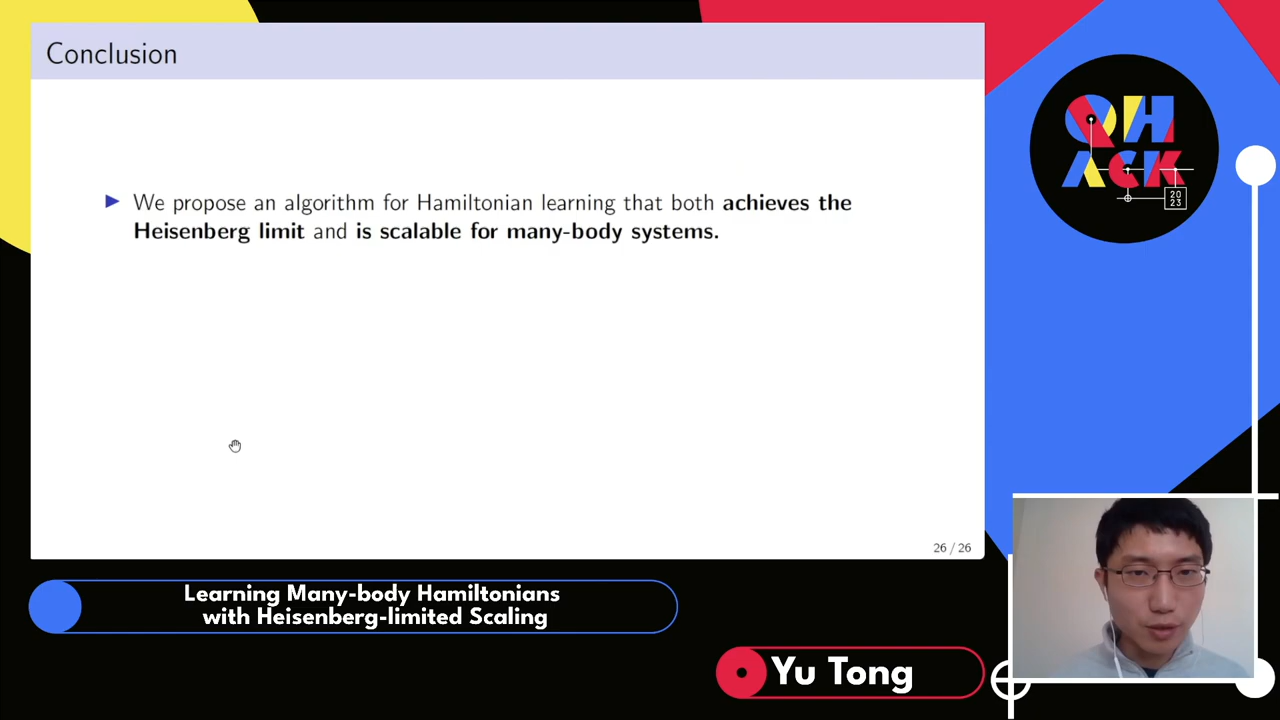 Conclusion
We propose an algorithm for Hamiltonian learning that both achieves the
Heisenberg limit and is scalable for many-body systems.
26 / 26
QH
ACK
20
23
Learning Many-body Hamiltonians
with Heisenberg-limited Scaling
Yu Tong